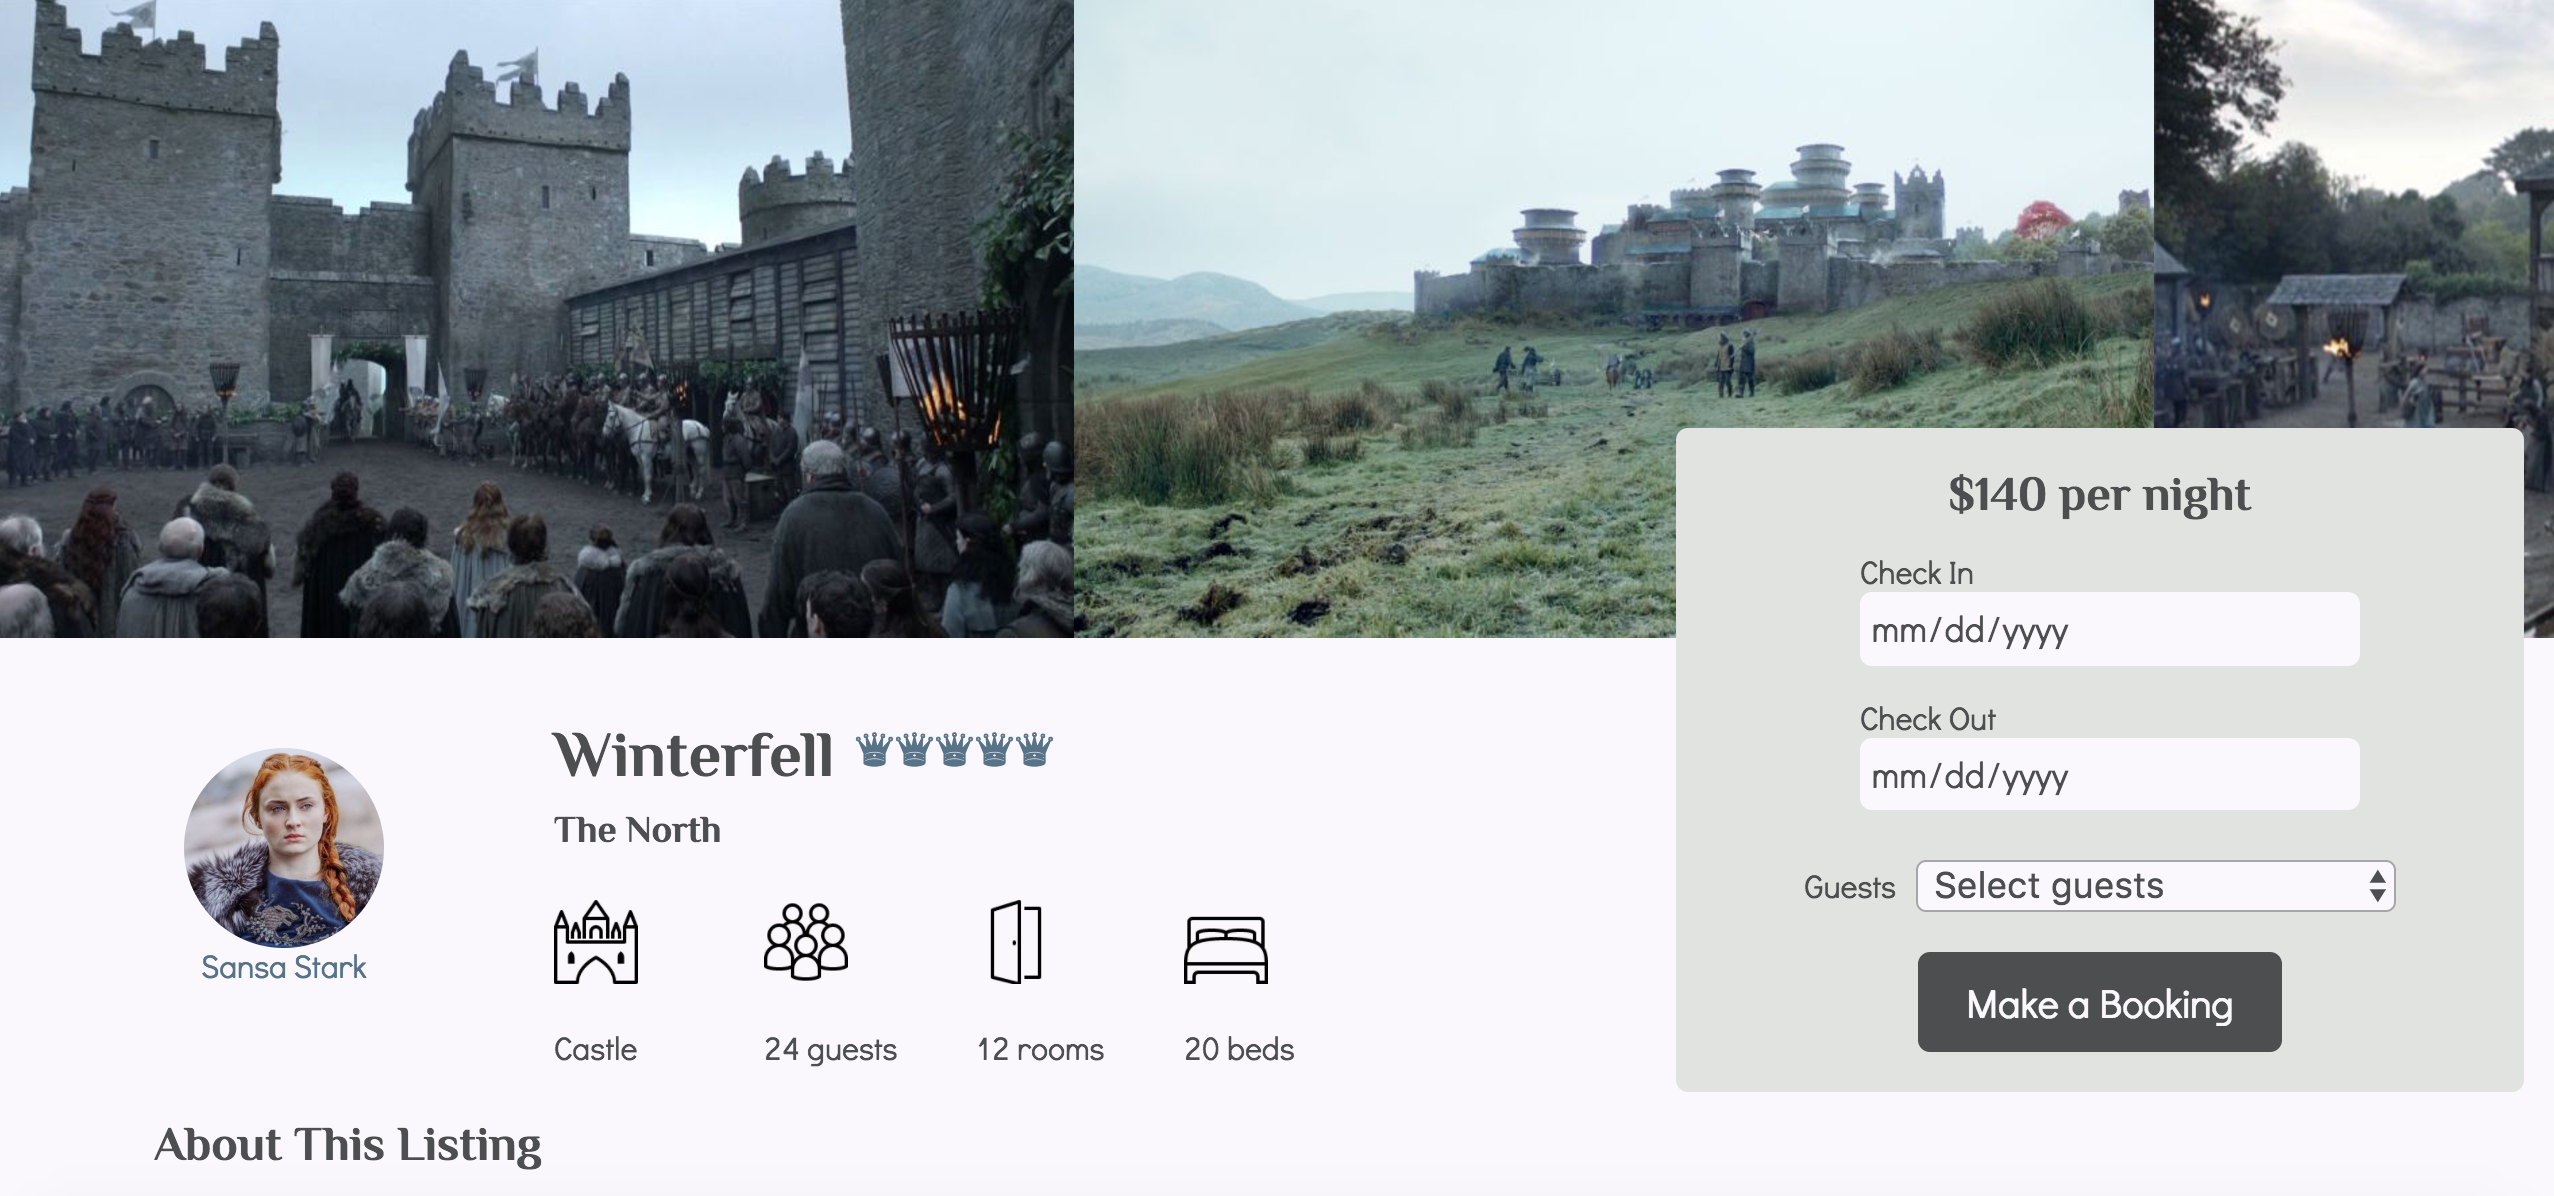 $140 per night
Check In
mm/dd/yyyy
Check Out
mm/dd/yyyy
Guests Select guests
Make a Booking
Winterfell
The North
Sansa Stark
Castle 24 guests 12 rooms 20 beds
About This Listing